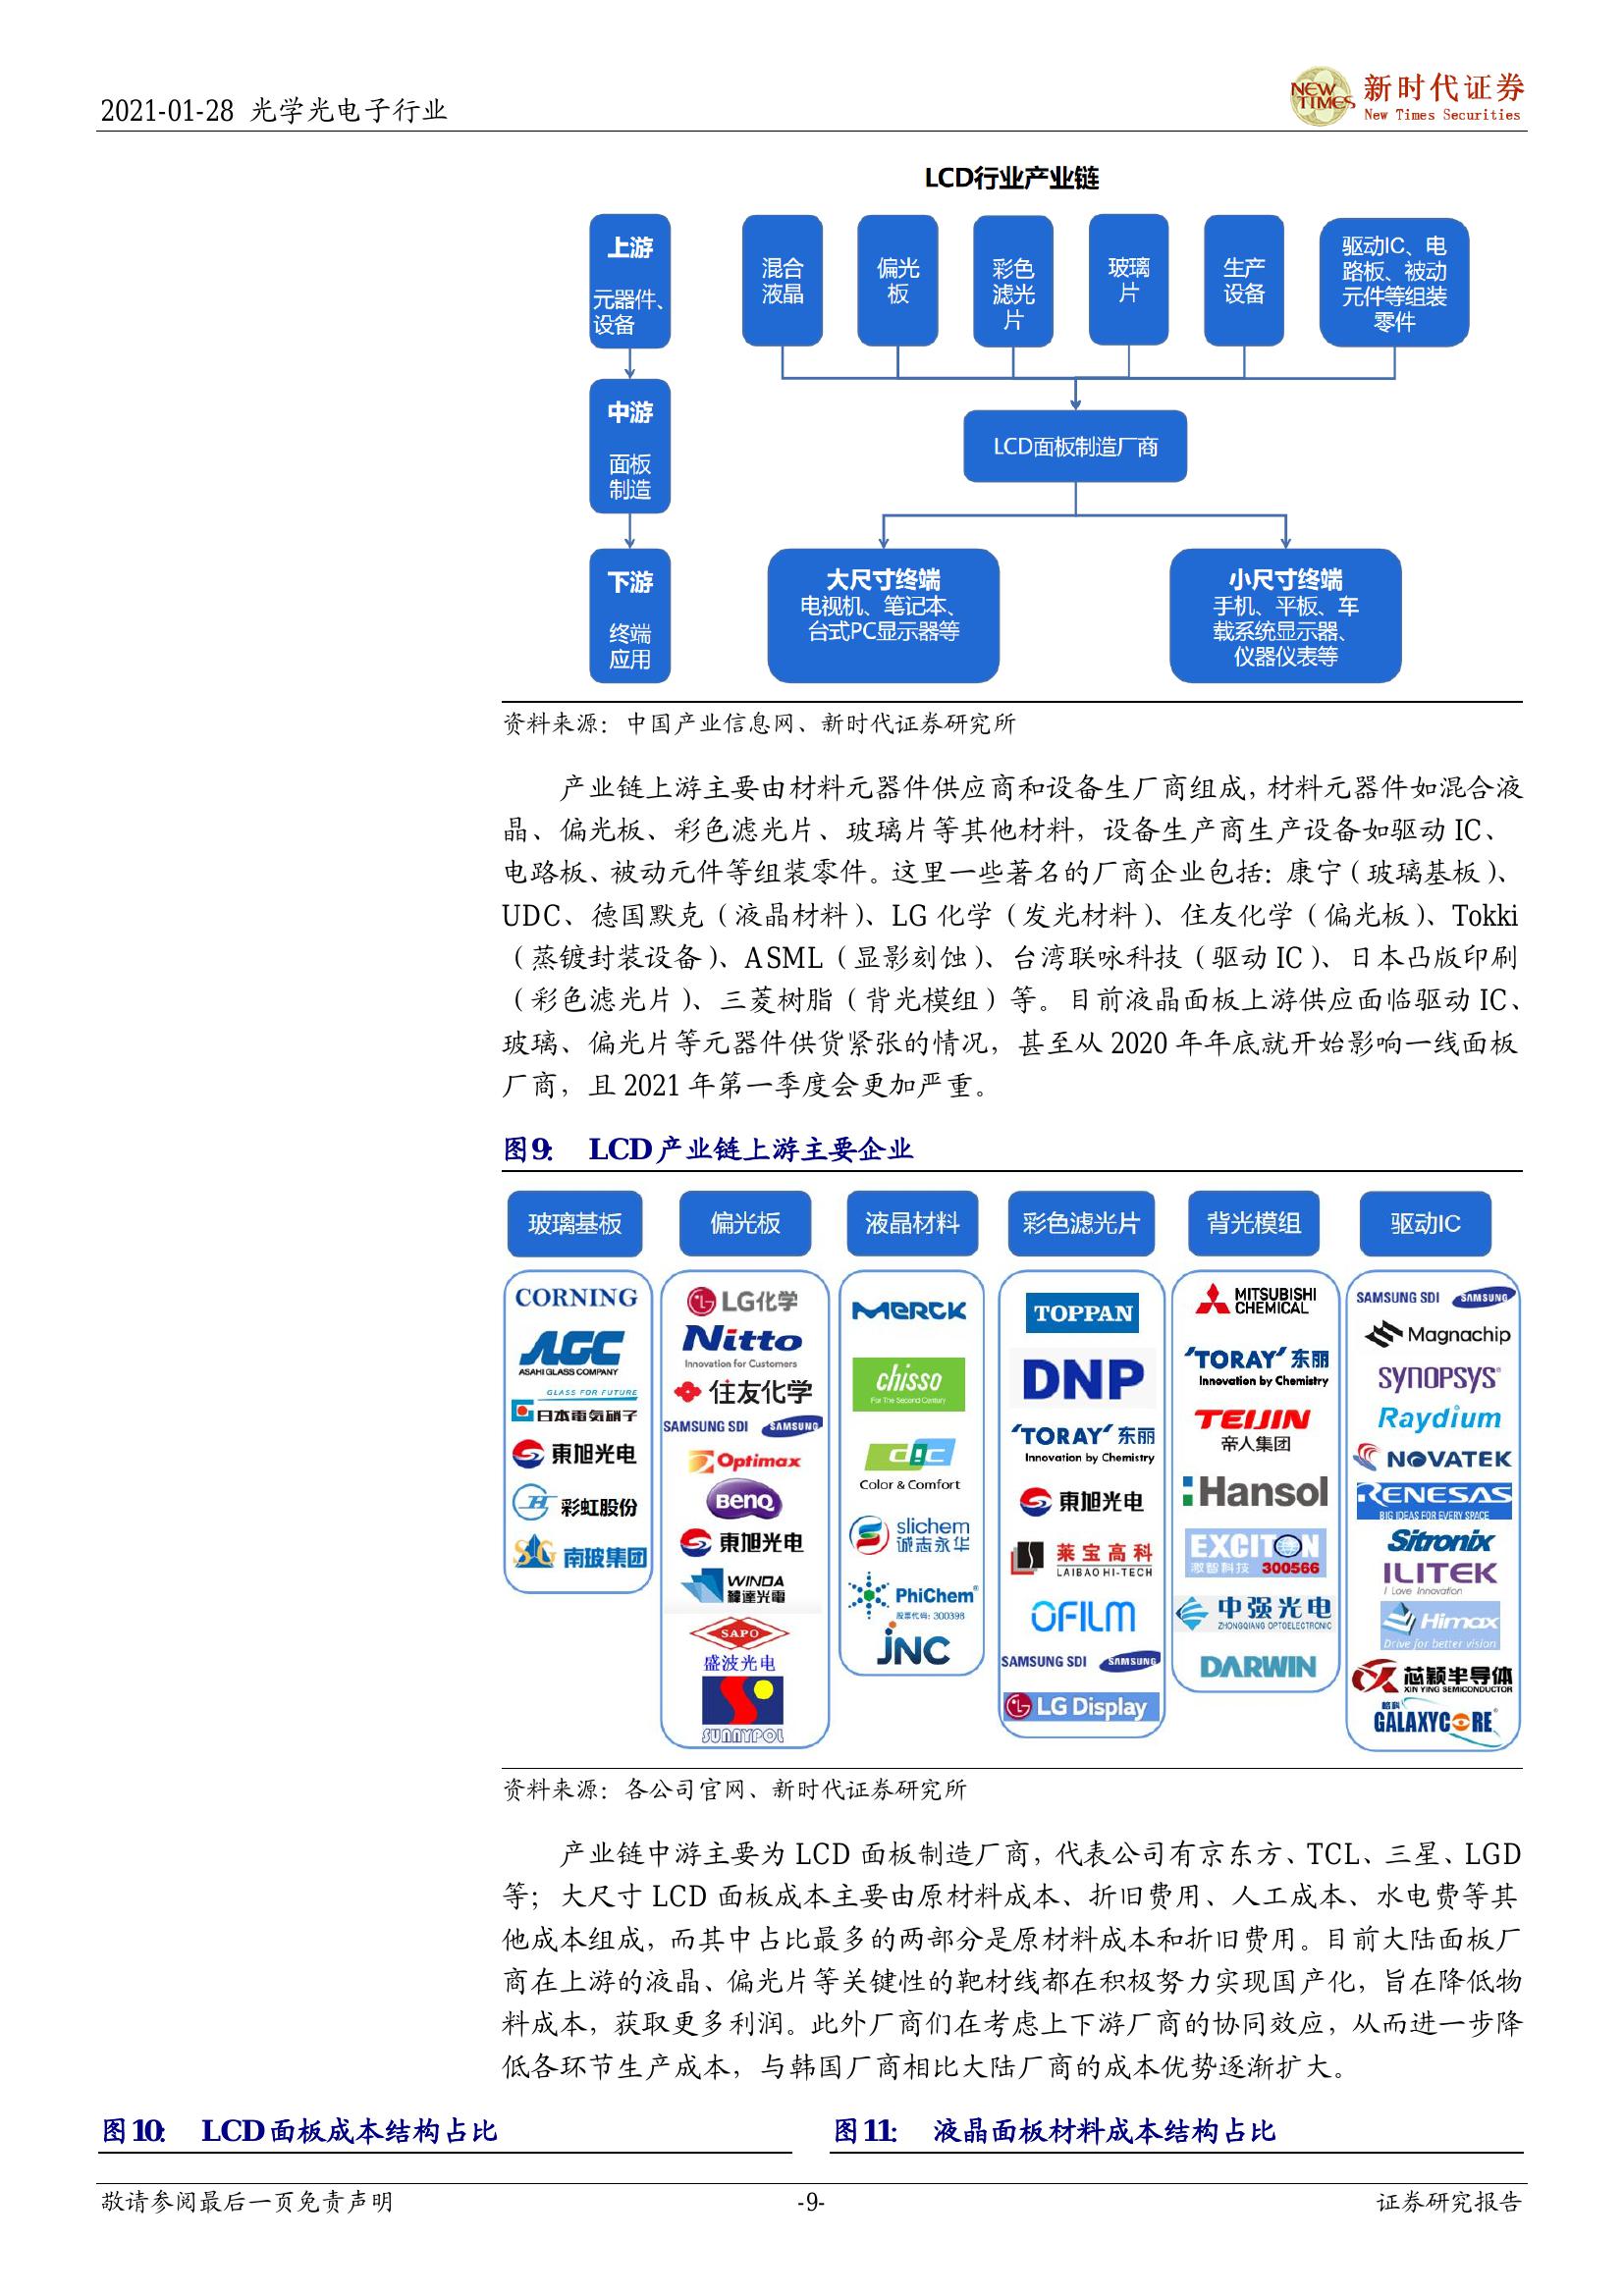 2021-01-28 光学光电子行业
NEW TIMES
新时代证券
New Times Securities
LCD行业产业链
上游
元器件、
设备
混合
液晶
偏光
板
彩色
滤光
片
玻璃
片
生产
设备
驱动IC、电
路板、被动
元件等组装
零件
中游
面板
制造
LCD面板制造厂商
下游
终端
应用
大尺寸终端
电视机、笔记本、
台式PC显示器等
小尺寸终端
手机、平板、车
载系统显示器、
仪器仪表等
资料来源：中国产业信息网、新时代证券研究所
产业链上游主要由材料元器件供应商和设备生厂商组成，材料元器件如混合液
晶、偏光板、彩色滤光片、玻璃片等其他材料，设备生产商生产设备如驱动 IC、
电路板、被动元件等组装零件。这里一些著名的厂商企业包括：康宁（玻璃基板）、
UDC、德国默克（液晶材料）、LG 化学（发光材料）、住友化学（偏光板）、Tokki
（蒸镀封装设备）、ASML（显影刻蚀）、台湾联咏科技（驱动 IC）、日本凸版印刷
（彩色滤光片）、三菱树脂（背光模组）等。目前液晶面板上游供应面临驱动 IC、
玻璃、偏光片等元器件供货紧张的情况，甚至从 2020 年年底就开始影响一线面板
厂商，且 2021 年第一季度会更加严重。
图9： LCD产业链上游主要企业
玻璃基板
CORNING
AGC
ASAHI GLASS COMPANY
GLASS FOR FUTURE
日本電気硝子
東旭光电
彩虹股份
南玻集团
偏光板
LG化学
Nitto
Innovation for Customers
住友化学
SAMSUNG SDI SAMSUNG
Optimax
BenQ
東旭光电
WINDA
SAPO
盛波光电
SUNNYPOL
液晶材料
MERCK
chisso
For The Second Century
dic
Color & Comfort
slichem
诚志永华
PhiChem
股票代码: 300398
JNC
彩色滤光片
TOPPAN
DNP
'TORAY' 东丽
Innovation by Chemistry
東旭光电
莱宝高科
LAIBAO HI-TECH
OFILM
SAMSUNG SDI SAMSUNG
LG Display
背光模组
MITSUBISHI
CHEMICAL
'TORAY' 东丽
Innovation by Chemistry
TEIJIN
帝人集团
Hansol
EXCITON
激智科技 300566
中强光电
ZHONGQIANG OPTOELECTRONIC
DARWIN
驱动IC
SAMSUNG SDI SAMSUNG
Magnachip
SYNOPSYS
Raydium
NOVATEK
RENESAS
BIG IDEAS FOR EVERY SPACE
Sitronix
ILITEK
I Love Innovation
Himax
Drive for better vision
芯颖半导体
XIN YING SEMICONDUCTOR
格科
GALAXYCORE
资料来源：各公司官网、新时代证券研究所
产业链中游主要为 LCD 面板制造厂商，代表公司有京东方、TCL、三星、LGD
等；大尺寸 LCD 面板成本主要由原材料成本、折旧费用、人工成本、水电费等其
他成本组成，而其中占比最多的两部分是原材料成本和折旧费用。目前大陆面板厂
商在上游的液晶、偏光片等关键性的靶材线都在积极努力实现国产化，旨在降低物
料成本，获取更多利润。此外厂商们在考虑上下游厂商的协同效应，从而进一步降
低各环节生产成本，与韩国厂商相比大陆厂商的成本优势逐渐扩大。
图10： LCD面板成本结构占比
图11： 液晶面板材料成本结构占比
敬请参阅最后一页免责声明
-9-
证券研究报告